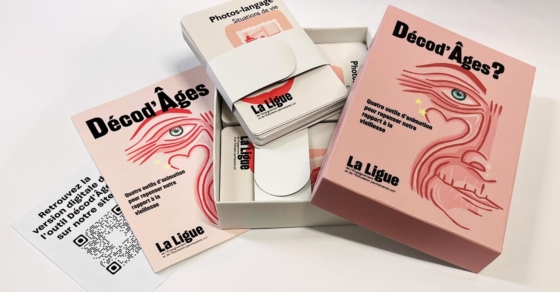 Photos-langage
Situations de vie
La Ligue
Photo-
Décod'Âges?
Quatre outils d'animation
pour repenser notre
rapport à la
vieillesse
La Ligue
Décod'Âges
Quatre outils d'animation
pour repenser notre
rapport à la
vieillesse
La Ligue
Retrouvez la
version digitale d
l'outil Décod'Âg
sur notre site